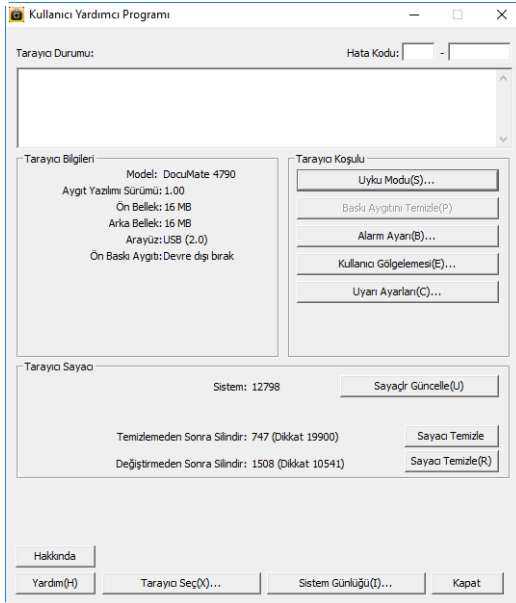 Kullanıcı Yardımcı Programı
Tarayıcı Durumu:
Hata Kodu: -
Tarayıcı Bilgileri
Model: DocuMate 4790
Aygıt Yazılımı Sürümü: 1.00
Ön Bellek: 16 MB
Arka Bellek: 16 MB
Arayüz: USB (2.0)
Ön Baskı Aygıtı: Devre dışı bırak
Tarayıcı Koşulu
Uyku Modu(S)...
Baskı Aygıtını Temizle(P)
Alarm Ayarı(B)...
Kullanıcı Gölgelemesi(E)...
Uyarı Ayarları(C)...
Tarayıcı Sayacı
Sistem: 12798
Sayaçlr Güncelle(U)
Temizlemeden Sonra Silindir: 747 (Dikkat 19900)
Sayacı Temizle
Değiştirmeden Sonra Silindir: 1508 (Dikkat 10541)
Sayacı Temizle(R)
Hakkında
Yardım(H)
Tarayıcı Seç(X)...
Sistem Günlüğü(I)...
Kapat